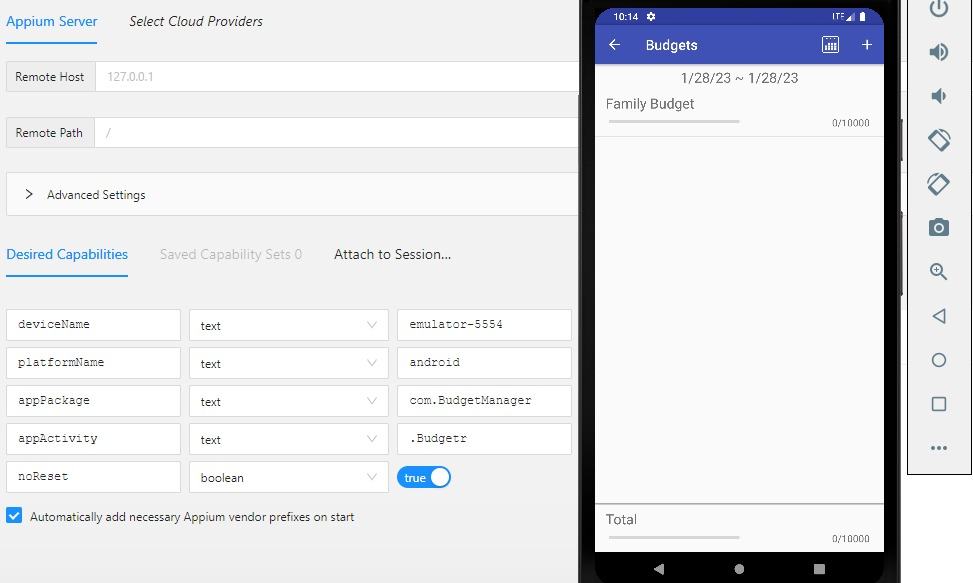 Appium Server Select Cloud Providers
Remote Host 127.0.0.1
Remote Path /
Advanced Settings
Desired Capabilities Saved Capability Sets 0 Attach to Session...
deviceName text emulator-5554
platformName text android
appPackage text com.BudgetManager
appActivity text .Budgetr
noReset boolean true
Automatically add necessary Appium vendor prefixes on start
10:14 LTE
Budgets
1/28/23 ~ 1/28/23
Family Budget
0/10000
Total
0/10000